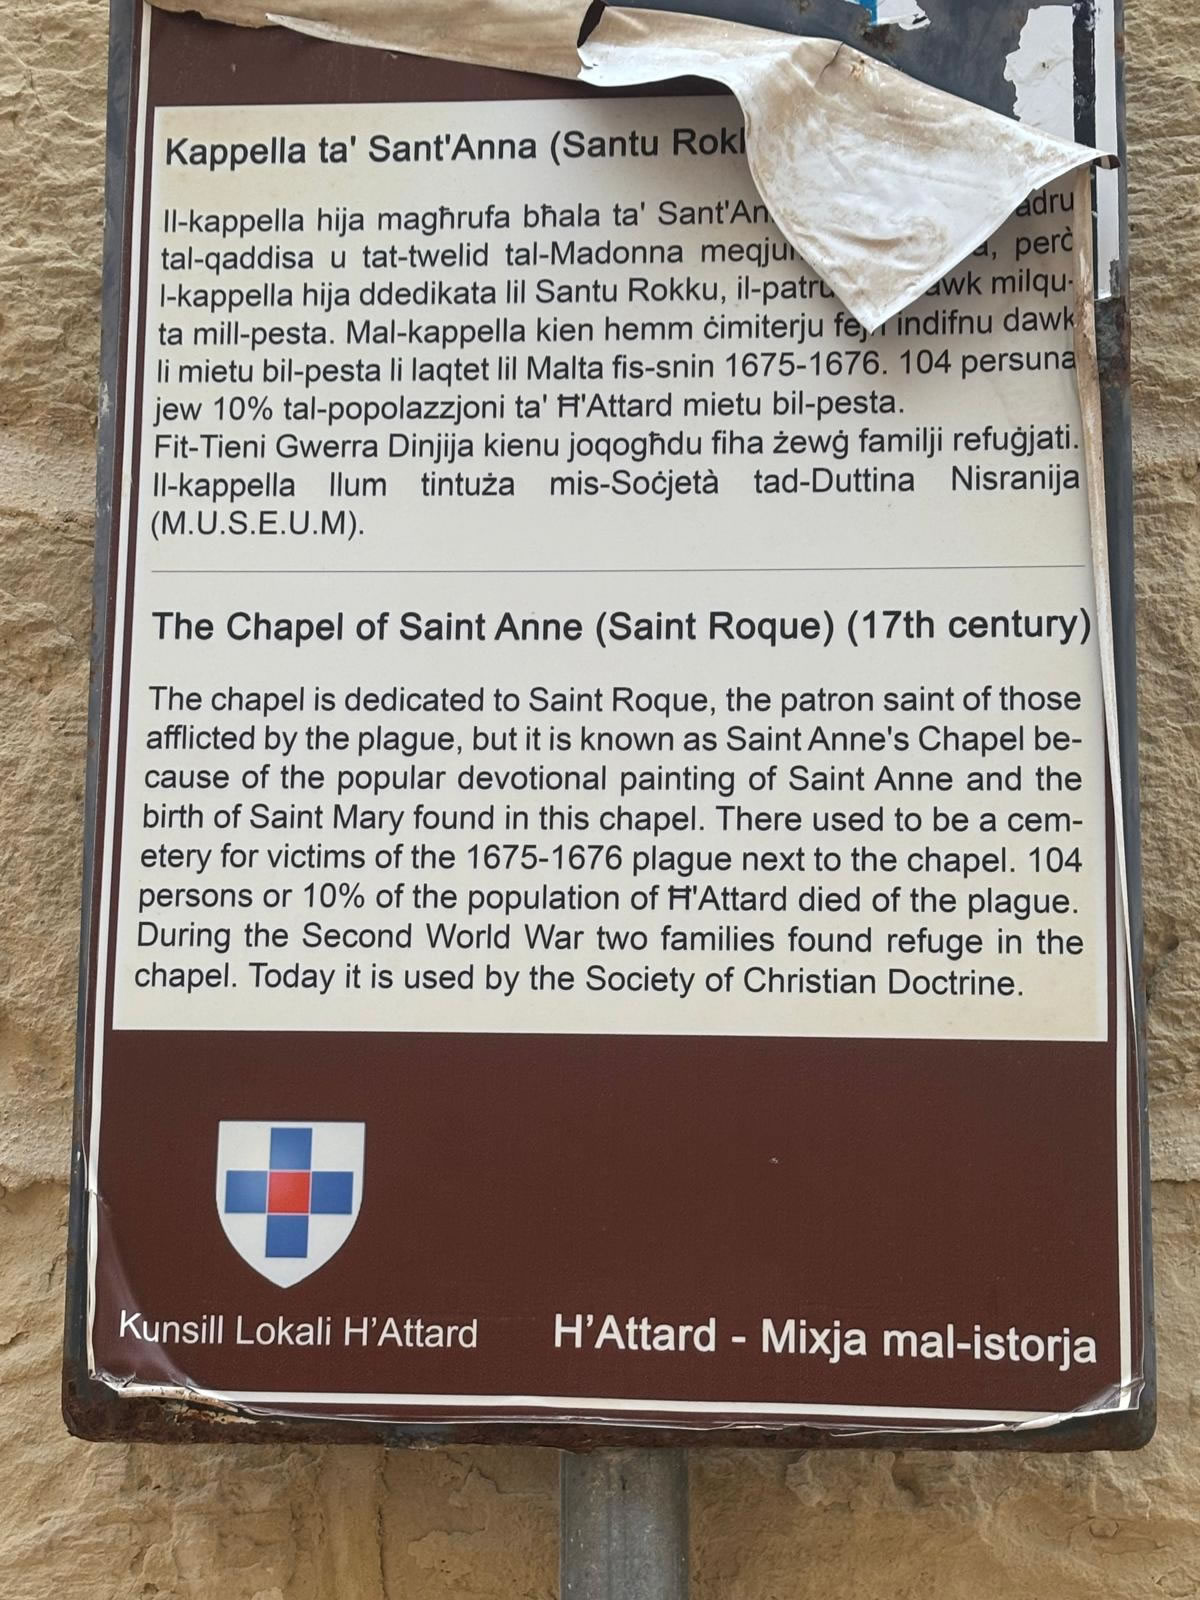 Kappella ta' Sant'Anna (Santu
Il-kappella hija magħrufa bħala ta'
tal-qaddisa u tat-twelid tal-Madonna però
l-kappella hija ddedikata lil Santu Rokku, milqu-
ta mill-pesta. Mal-kappella kien hemm ċimiterju fejn indifnu dawk
li mietu bil-pesta li laqtet lil Malta fis-snin 1675-1676. 104 persuna
jew 10% tal-popolazzjoni ta' Ħ'Attard mietu bil-pesta.
Fit-Tieni Gwerra Dinjija kienu joqogħdu fiha żewġ familji refuġjati.
Il-kappella llum tintuża mis-Soċjetà tad-Duttina Nisranija
(M.U.S.E.U.M).
The Chapel of Saint Anne (Saint Roque) (17th century)
The chapel is dedicated to Saint Roque, the patron saint of those
afflicted by the plague, but it is known as Saint Anne's Chapel be-
cause of the popular devotional painting of Saint Anne and the
birth of Saint Mary found in this chapel. There used to be a cem-
etery for victims of the 1675-1676 plague next to the chapel. 104
persons or 10% of the population of Ħ'Attard died of the plague.
During the Second World War two families found refuge in the
chapel. Today it is used by the Society of Christian Doctrine.
Kunsill Lokali H'Attard
H'Attard - Mixja mal-istorja